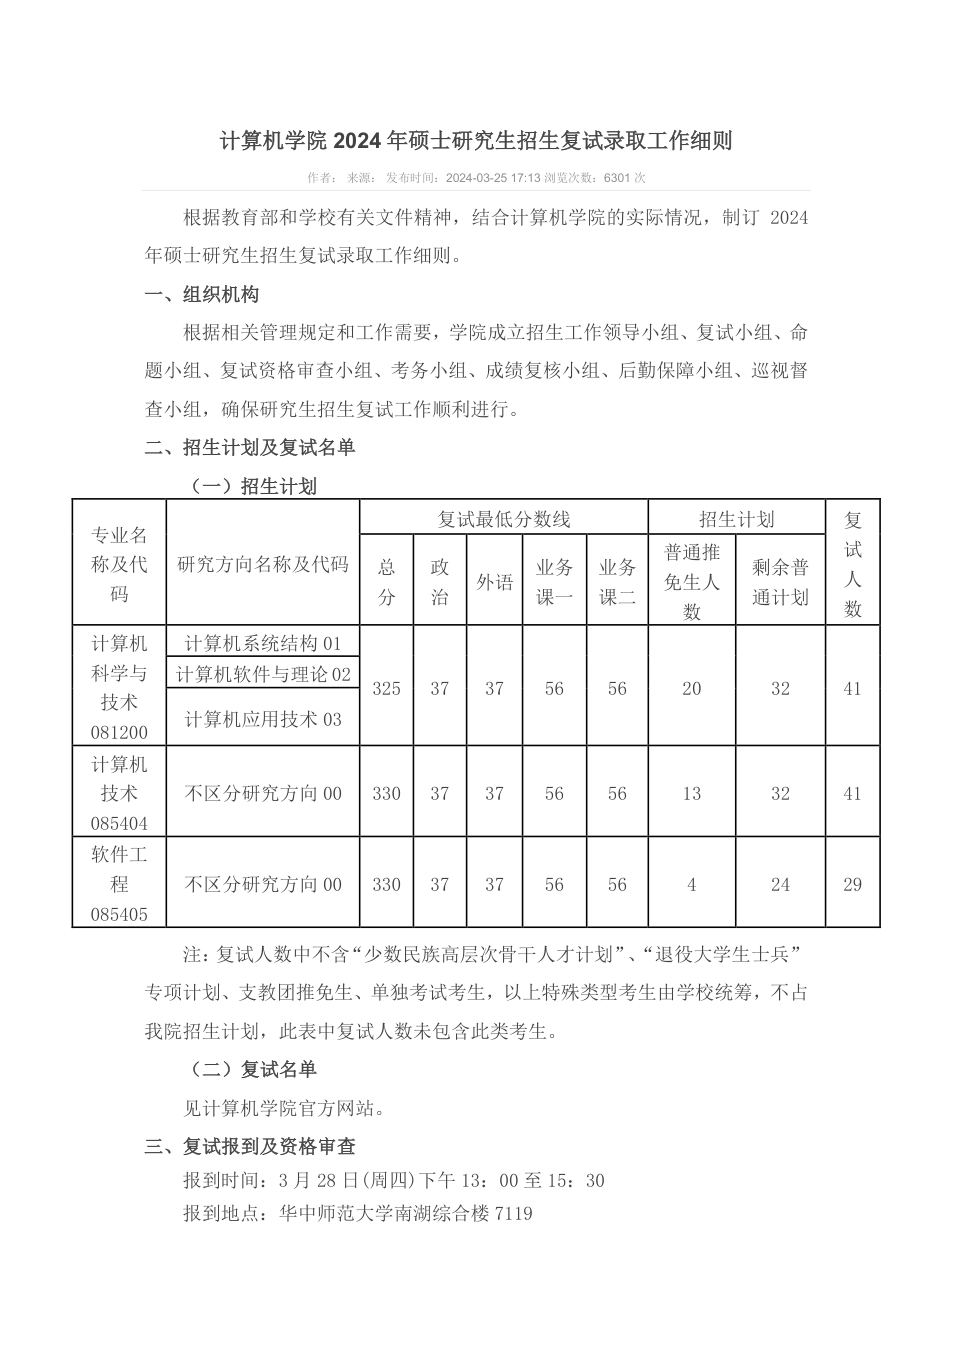 计算机学院 2024 年硕士研究生招生复试录取工作细则
作者： 来源： 发布时间：2024-03-25 17:13 浏览次数：6301 次
根据教育部和学校有关文件精神，结合计算机学院的实际情况，制订 2024
年硕士研究生招生复试录取工作细则。
一、组织机构
根据相关管理规定和工作需要，学院成立招生工作领导小组、复试小组、命
题小组、复试资格审查小组、考务小组、成绩复核小组、后勤保障小组、巡视督
查小组，确保研究生招生复试工作顺利进行。
二、招生计划及复试名单
（一）招生计划
专业名
称及代
码
研究方向名称及代码
复试最低分数线
招生计划
复
试
人
数
总
分
政
治
外语
业务
课一
业务
课二
普通推
免生人
数
剩余普
通计划
计算机
科学与
技术
081200
计算机系统结构 01
计算机软件与理论 02
计算机应用技术 03
325 37 37 56 56 20 32 41
计算机
技术
085404
不区分研究方向 00 330 37 37 56 56 13 32 41
软件工
程
085405
不区分研究方向 00 330 37 37 56 56 4 24 29
注：复试人数中不含“少数民族高层次骨干人才计划”、“退役大学生士兵”
专项计划、支教团推免生、单独考试考生，以上特殊类型考生由学校统筹，不占
我院招生计划，此表中复试人数未包含此类考生。
（二）复试名单
见计算机学院官方网站。
三、复试报到及资格审查
报到时间：3 月 28 日(周四)下午 13：00 至 15：30
报到地点：华中师范大学南湖综合楼 7119